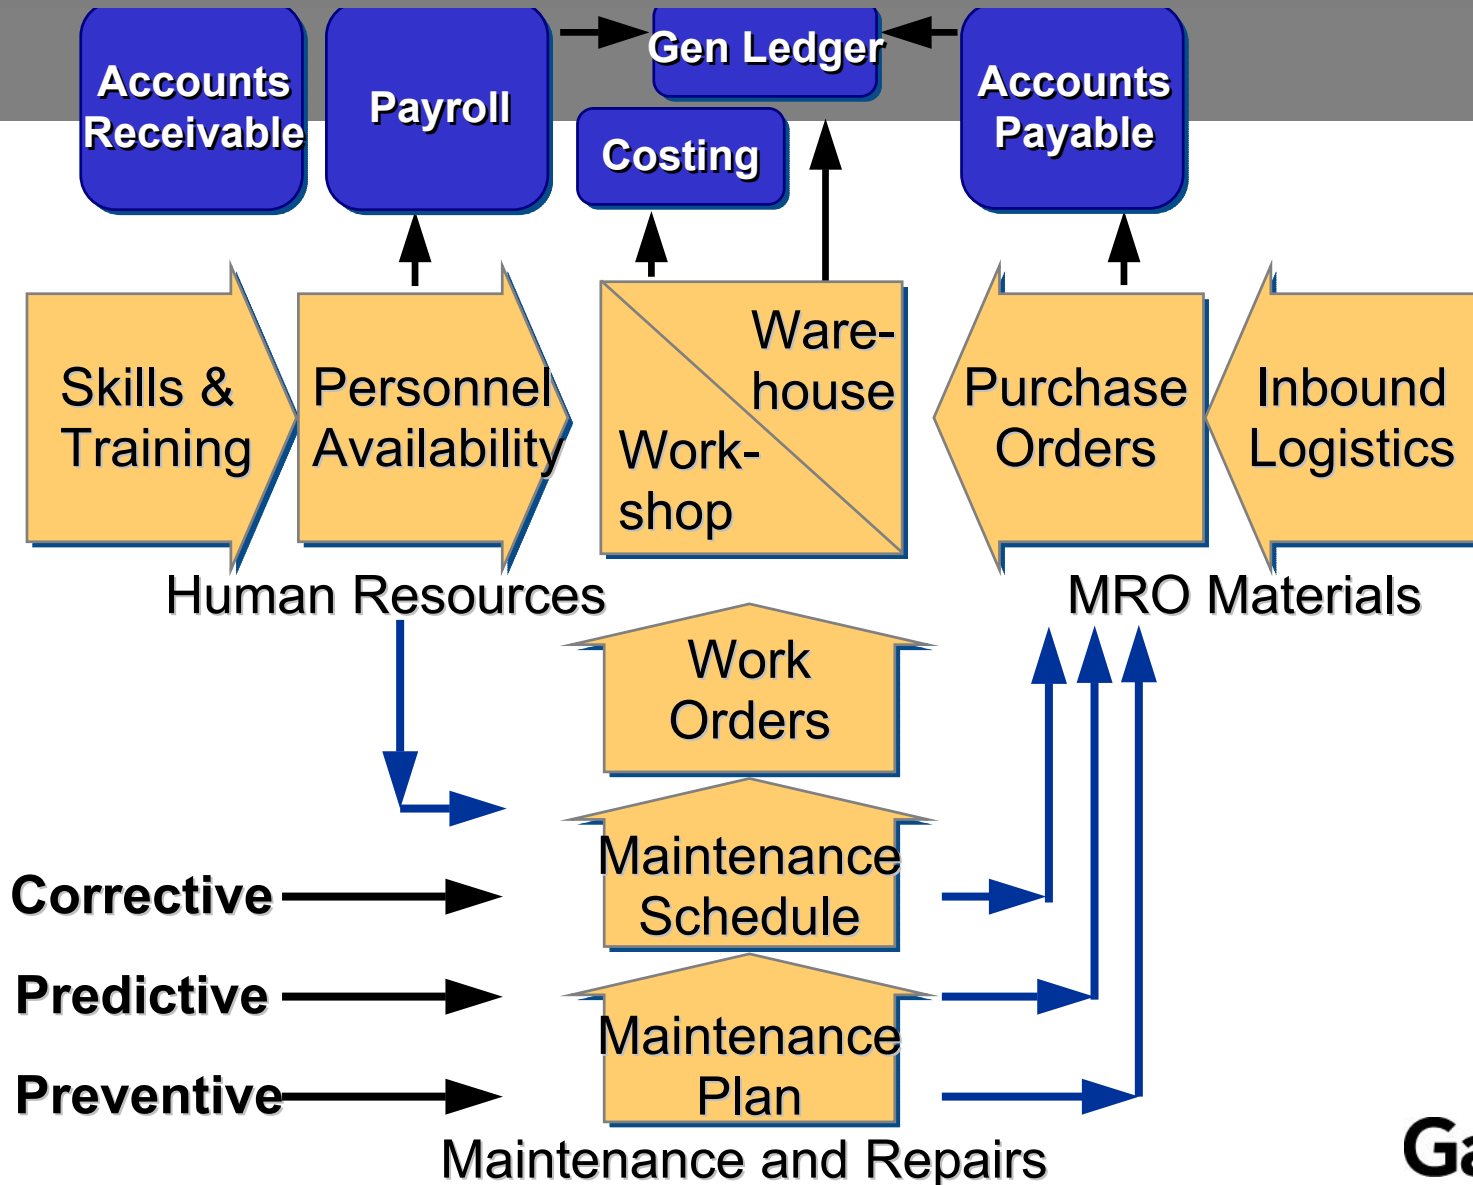 Accounts
Receivable
Payroll
Gen Ledger
Costing
Accounts
Payable
Skills &
Training
Personnel
Availability
Ware-
house
Work-
shop
Purchase
Orders
Inbound
Logistics
Human Resources
MRO Materials
Work
Orders
Maintenance
Schedule
Corrective
Predictive
Maintenance
Plan
Preventive
Maintenance and Repairs
Ga